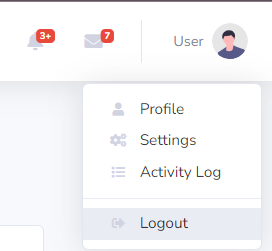 3+ 7 User
Profile
Settings
Activity Log
Logout